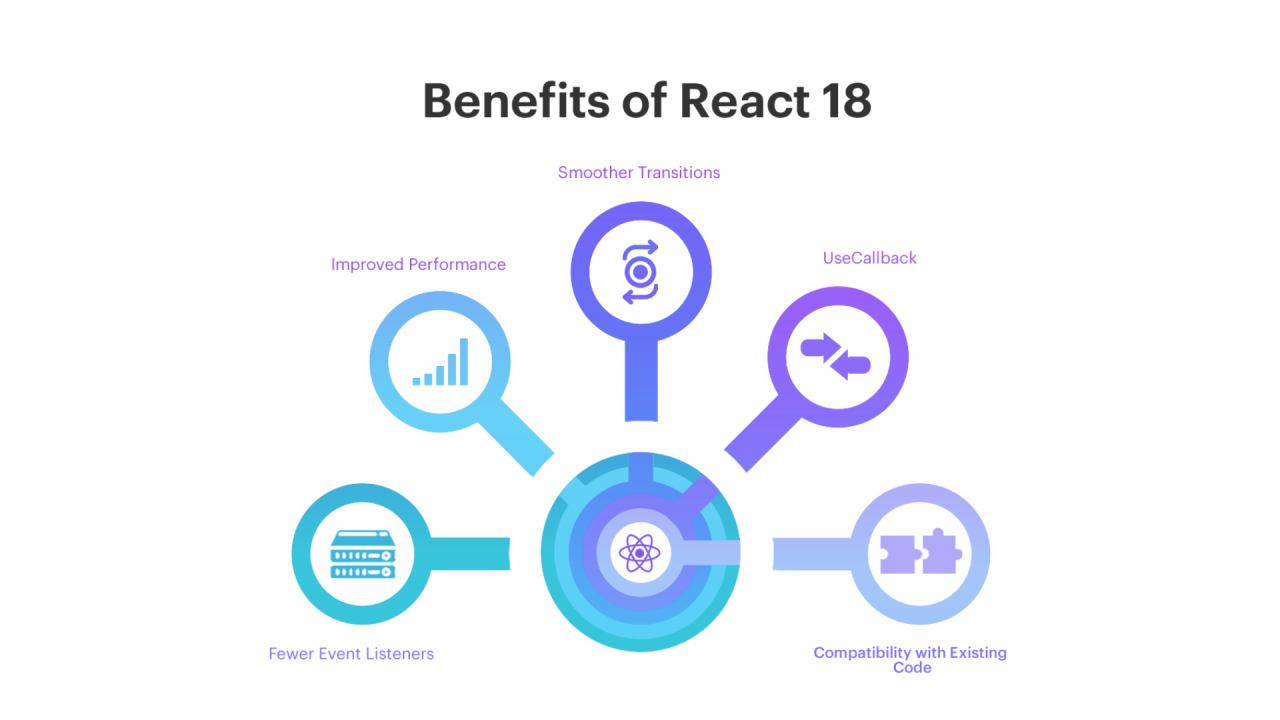 Benefits of React 18
Smoother Transitions
UseCallback
Improved Performance
Fewer Event Listeners
Compatibility with Existing
Code